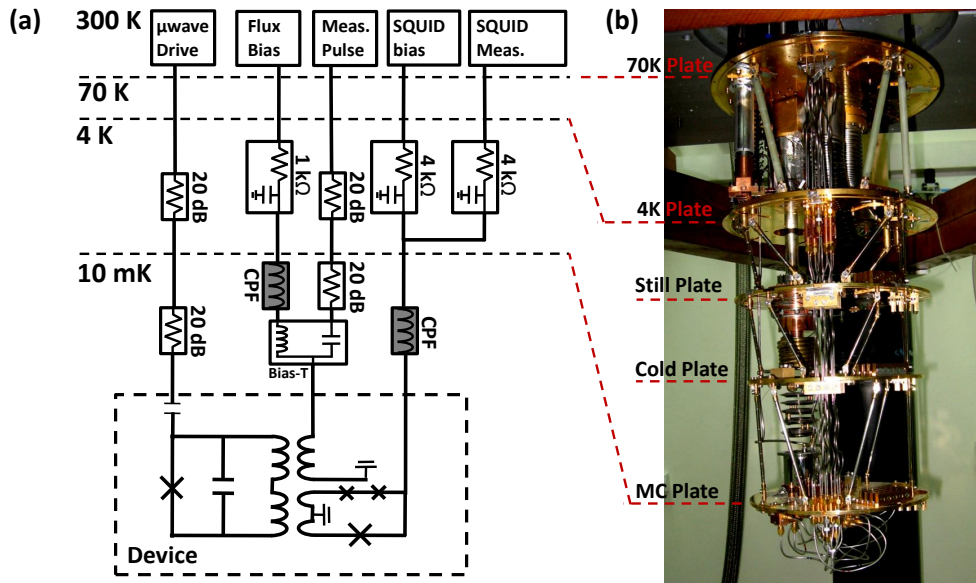 (a)
300 K
µwave
Drive
Flux
Bias
Meas.
Pulse
SQUID
bias
SQUID
Meas.
70 K
4 K
20 dB
1 kΩ
20 dB
4 kΩ
4 kΩ
10 mK
20 dB
CPF
20 dB
CPF
Bias-T
Device
(b)
70K Plate
4K Plate
Still Plate
Cold Plate
MC Plate